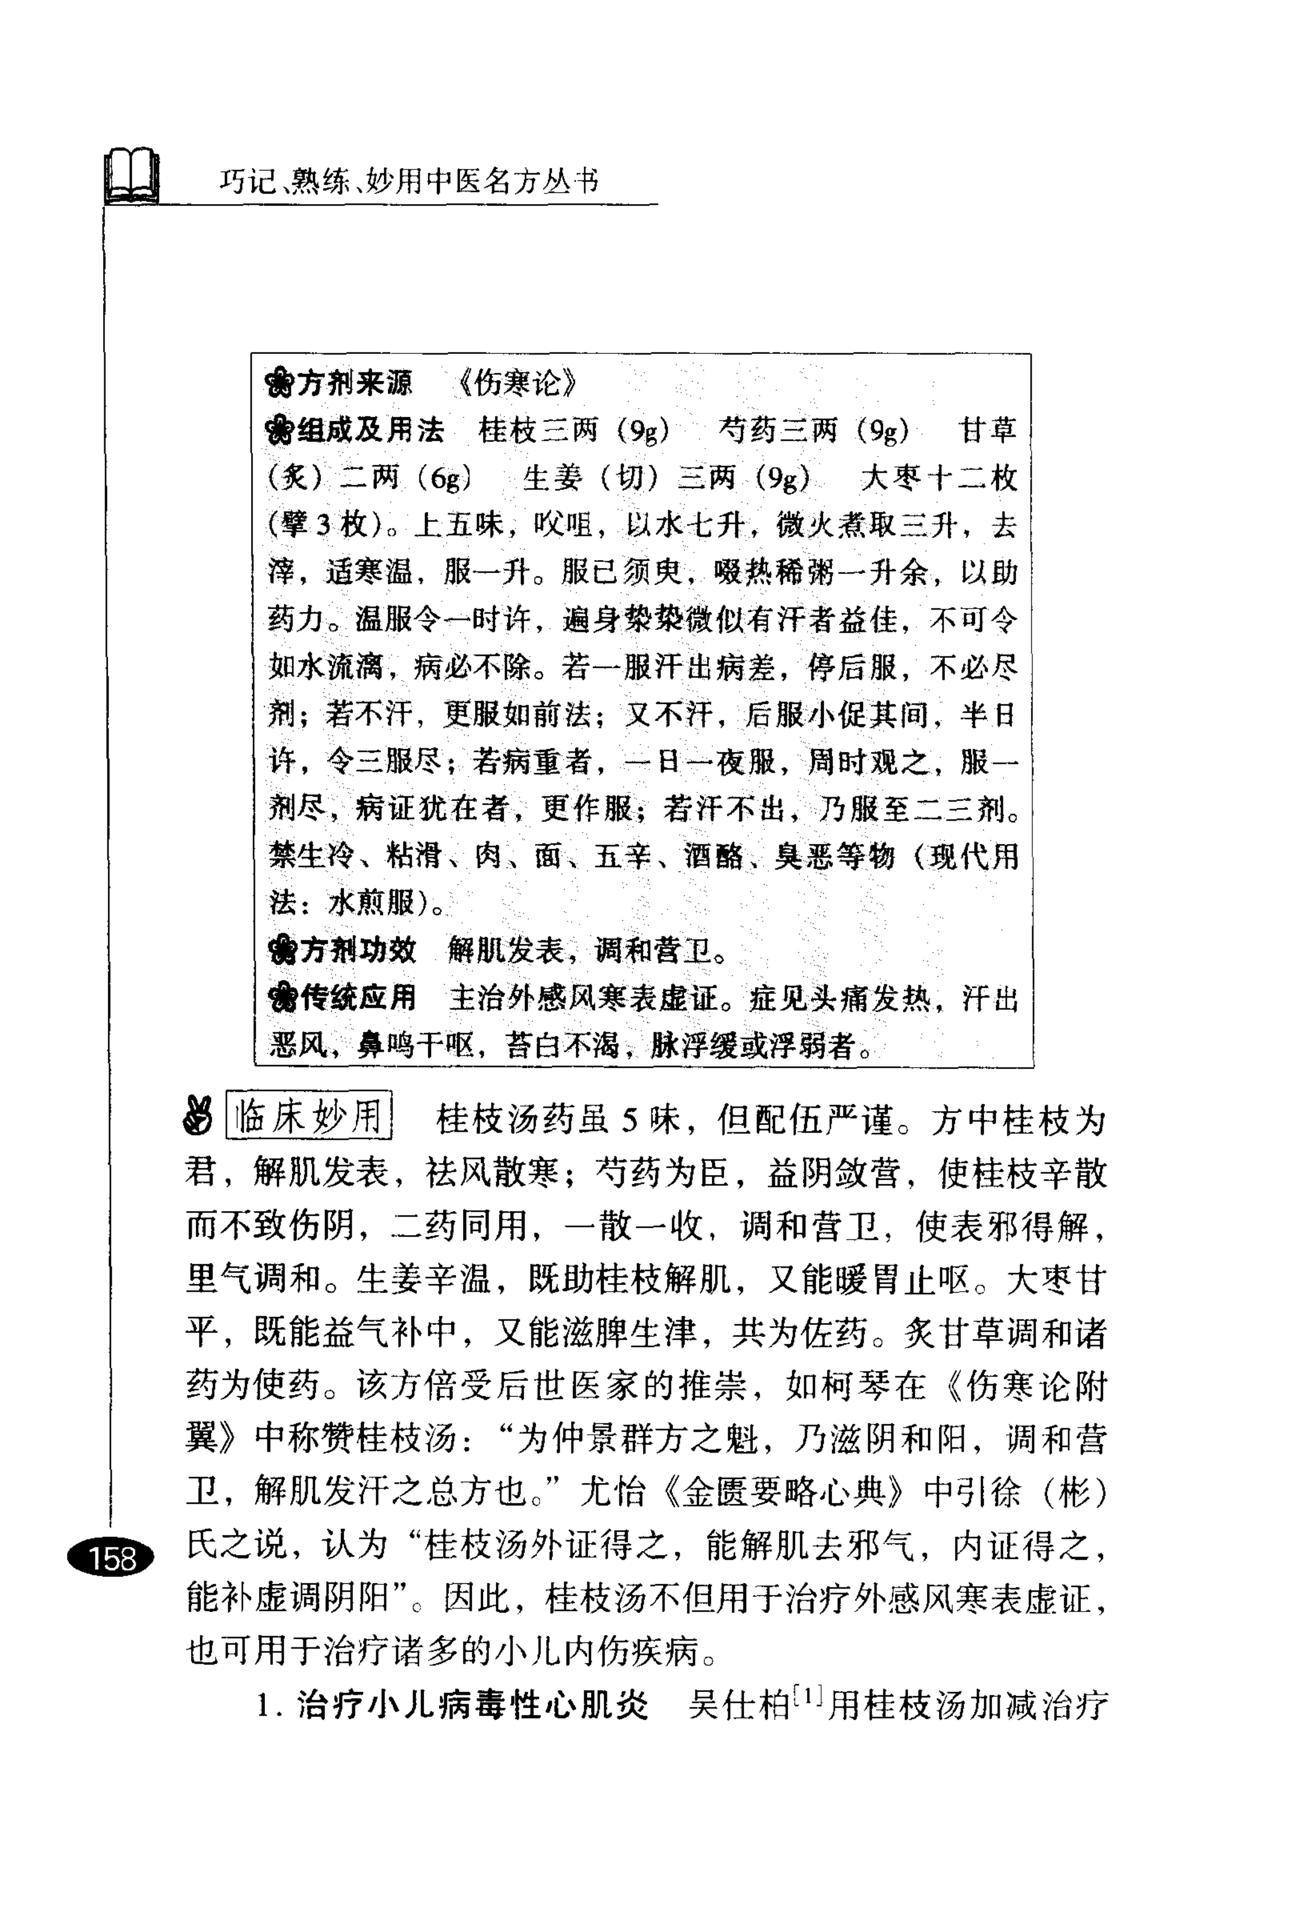 巧记、熟练、妙用中医名方丛书
方剂来源 《伤寒论》
组成及用法 桂枝三两(9g) 芍药三两(9g) 甘草
(炙)二两(6g) 生姜(切)三两(9g) 大枣十二枚
(擘3枚)。上五味，㕮咀，以水七升，微火煮取三升，去
滓，适寒温，服一升。服已须臾，啜热稀粥一升余，以助
药力。温服令一时许，遍身漐漐微似有汗者益佳，不可令
如水流漓，病必不除。若一服汗出病差，停后服，不必尽
剂；若不汗，更服如前法；又不汗，后服小促其间，半日
许，令三服尽；若病重者，一日一夜服，周时观之，服一
剂尽，病证犹在者，更作服；若汗不出，乃服至二三剂。
禁生冷、粘滑、肉、面、五辛、酒酪、臭恶等物(现代用
法：水煎服)。
方剂功效 解肌发表，调和营卫。
传统应用 主治外感风寒表虚证。症见头痛发热，汗出
恶风，鼻鸣干呕，苔白不渴，脉浮缓或浮弱者。
临床妙用 桂枝汤药虽5味，但配伍严谨。方中桂枝为
君，解肌发表，祛风散寒；芍药为臣，益阴敛营，使桂枝辛散
而不致伤阴，二药同用，一散一收，调和营卫，使表邪得解，
里气调和。生姜辛温，既助桂枝解肌，又能暖胃止呕。大枣甘
平，既能益气补中，又能滋脾生津，共为佐药。炙甘草调和诸
药为使药。该方倍受后世医家的推崇，如柯琴在《伤寒论附
翼》中称赞桂枝汤：“为仲景群方之魁，乃滋阴和阳，调和营
卫，解肌发汗之总方也。”尤怡《金匮要略心典》中引徐(彬)
氏之说，认为“桂枝汤外证得之，能解肌去邪气，内证得之，
能补虚调阴阳”。因此，桂枝汤不但用于治疗外感风寒表虚证，
也可用于治疗诸多的小儿内伤疾病。
1. 治疗小儿病毒性心肌炎 吴仕柏[1]用桂枝汤加减治疗
158